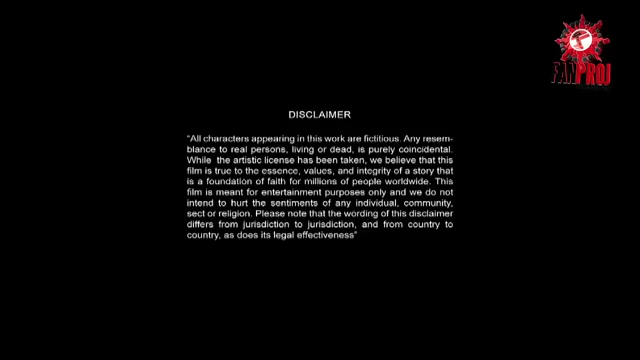 FANPROJ
DISCLAIMER
"All characters appearing in this work are fictitious. Any resem-
blance to real persons, living or dead, is purely coincidental.
While the artistic license has been taken, we believe that this
film is true to the essence, values, and integrity of a story that
is a foundation of faith for millions of people worldwide. This
film is meant for entertainment purposes only and we do not
intend to hurt the sentiments of any individual, community,
sect or religion. Please note that the wording of this disclaimer
differs from jurisdiction to jurisdiction, and from country to
country, as does its legal effectiveness"